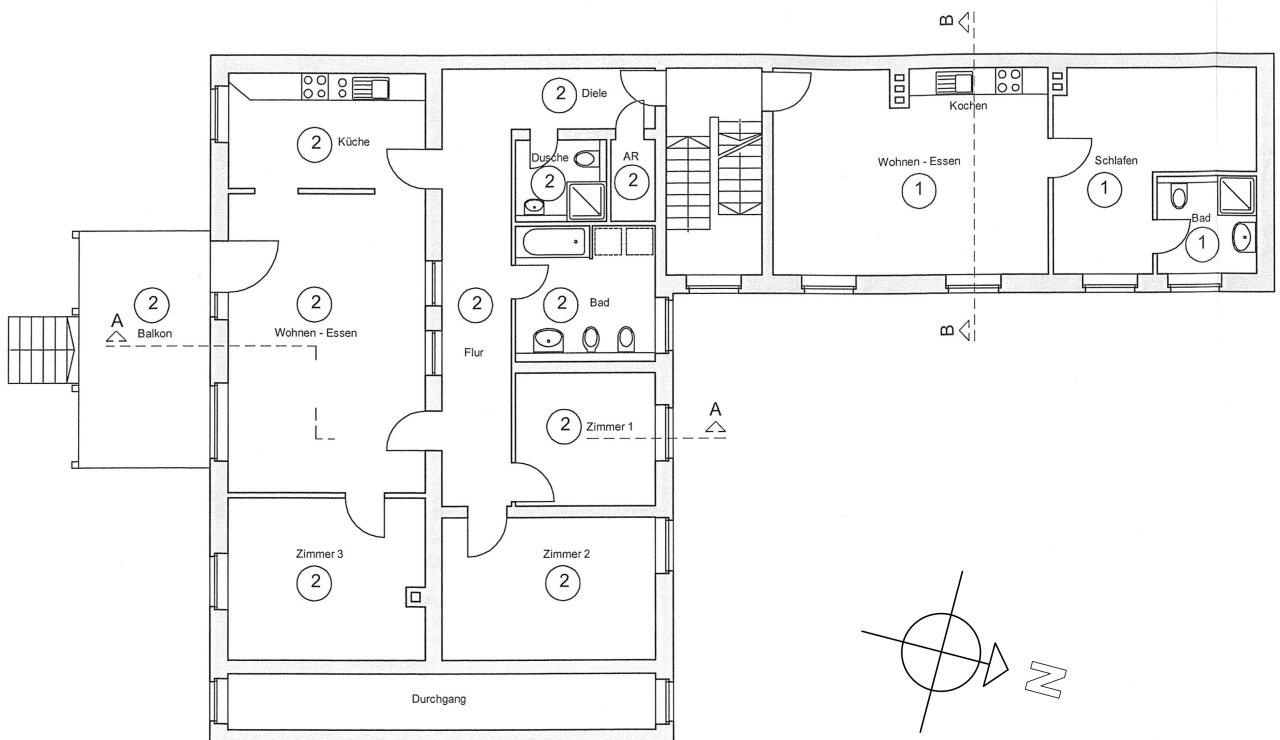 B
2
Diele
Kochen
2
Küche
Dusche
2
AR
2
Wohnen - Essen
1
Schlafen
1
Bad
1
2
Balkon
A
2
Wohnen - Essen
2
Flur
2
Bad
B
2
Zimmer 1
A
Zimmer 3
2
Zimmer 2
2
Durchgang
N